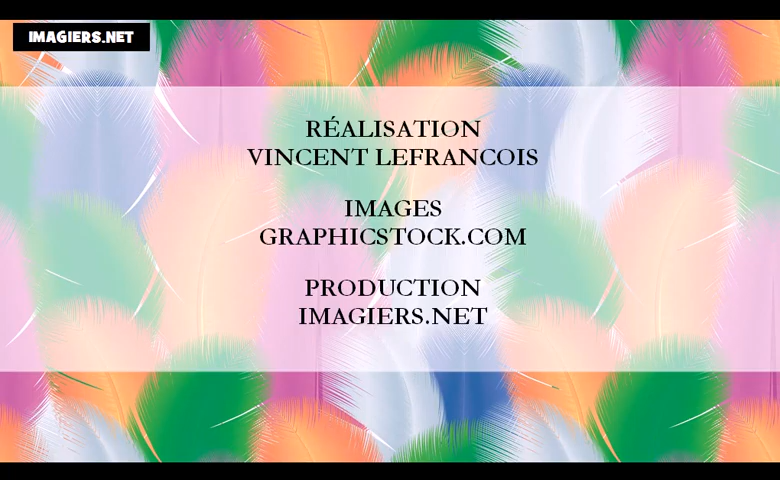 IMAGIERS.NET
RÉALISATION
VINCENT LEFRANCOIS
IMAGES
GRAPHICSTOCK.COM
PRODUCTION
IMAGIERS.NET